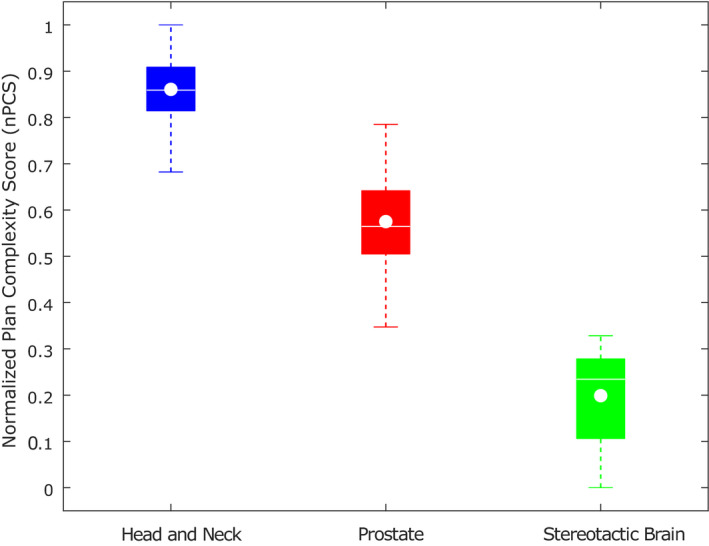 Normalized Plan Complexity Score (nPCS)
1
0.9
0.8
0.7
0.6
0.5
0.4
0.3
0.2
0.1
0
Head and Neck
Prostate
Stereotactic Brain